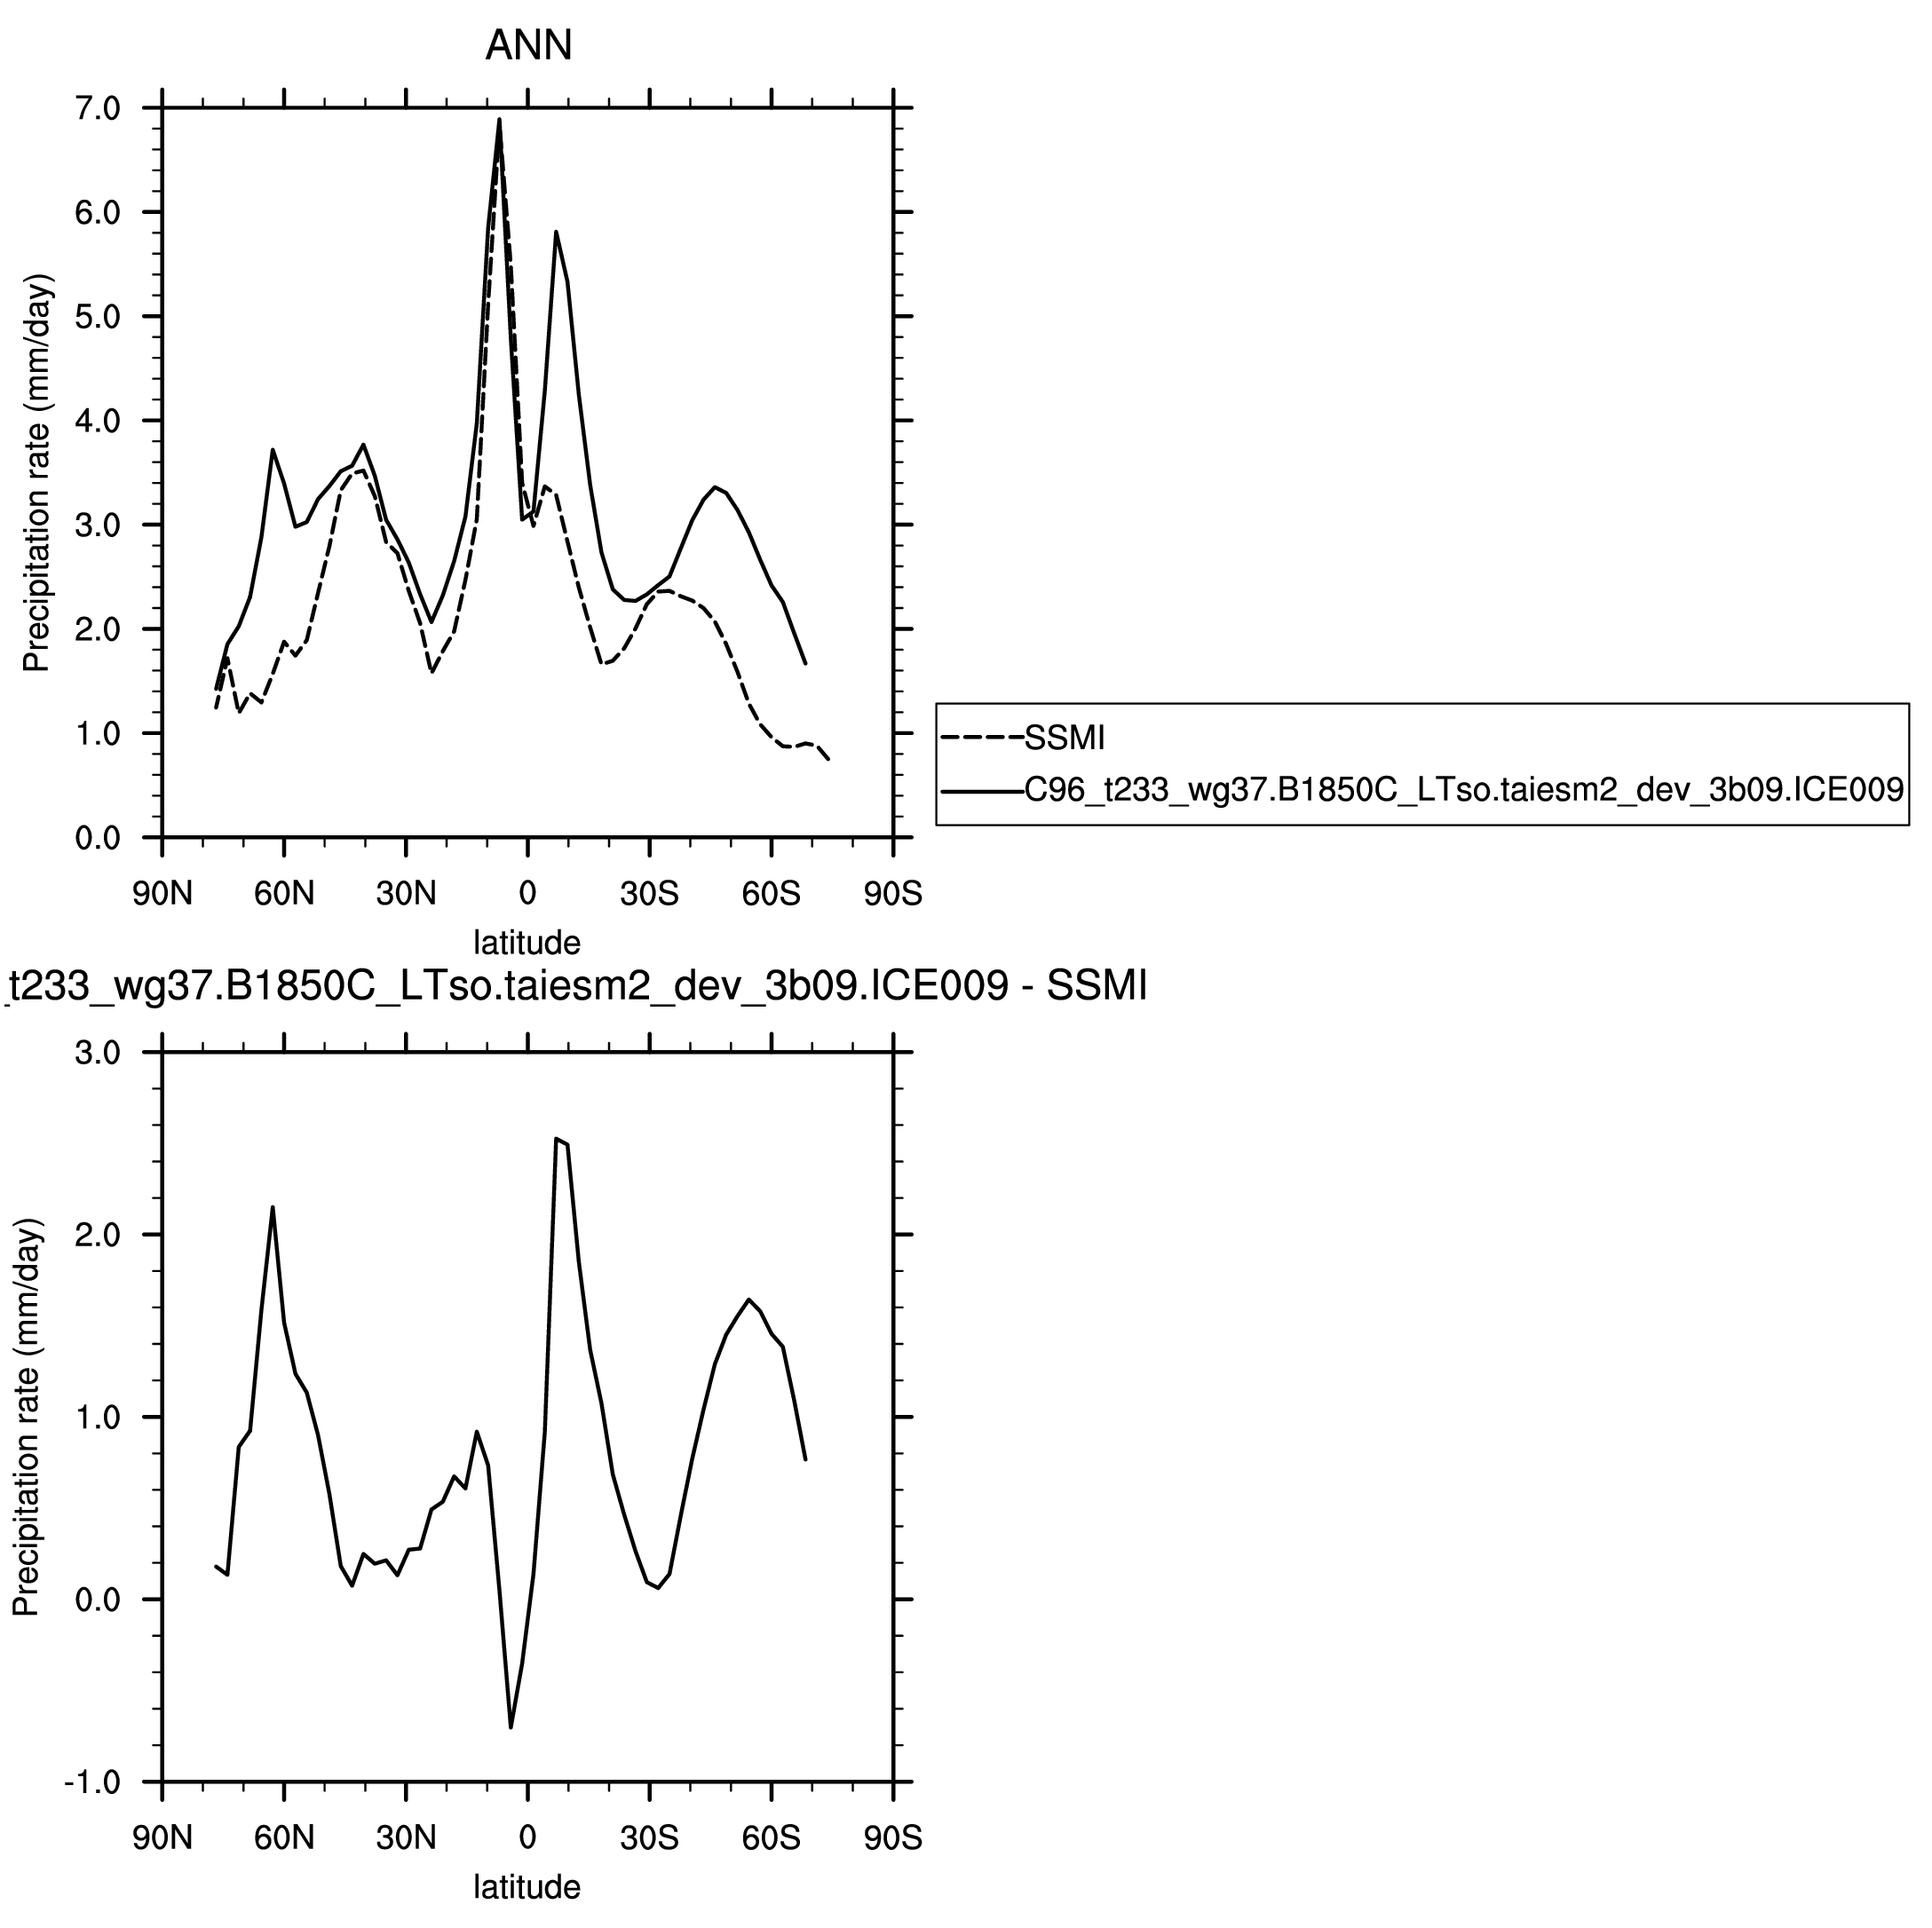 ANN
7.0
6.0
5.0
4.0
3.0
2.0
1.0
0.0
Precipitation rate (mm/day)
90N 60N 30N 0 30S 60S 90S
latitude
SSMI
C96_t233_wg37.B1850C_LTso.taiesm2_dev_3b09.ICE009
_t233_wg37.B1850C_LTso.taiesm2_dev_3b09.ICE009 - SSMI
3.0
2.0
1.0
0.0
-1.0
Precipitation rate (mm/day)
90N 60N 30N 0 30S 60S 90S
latitude